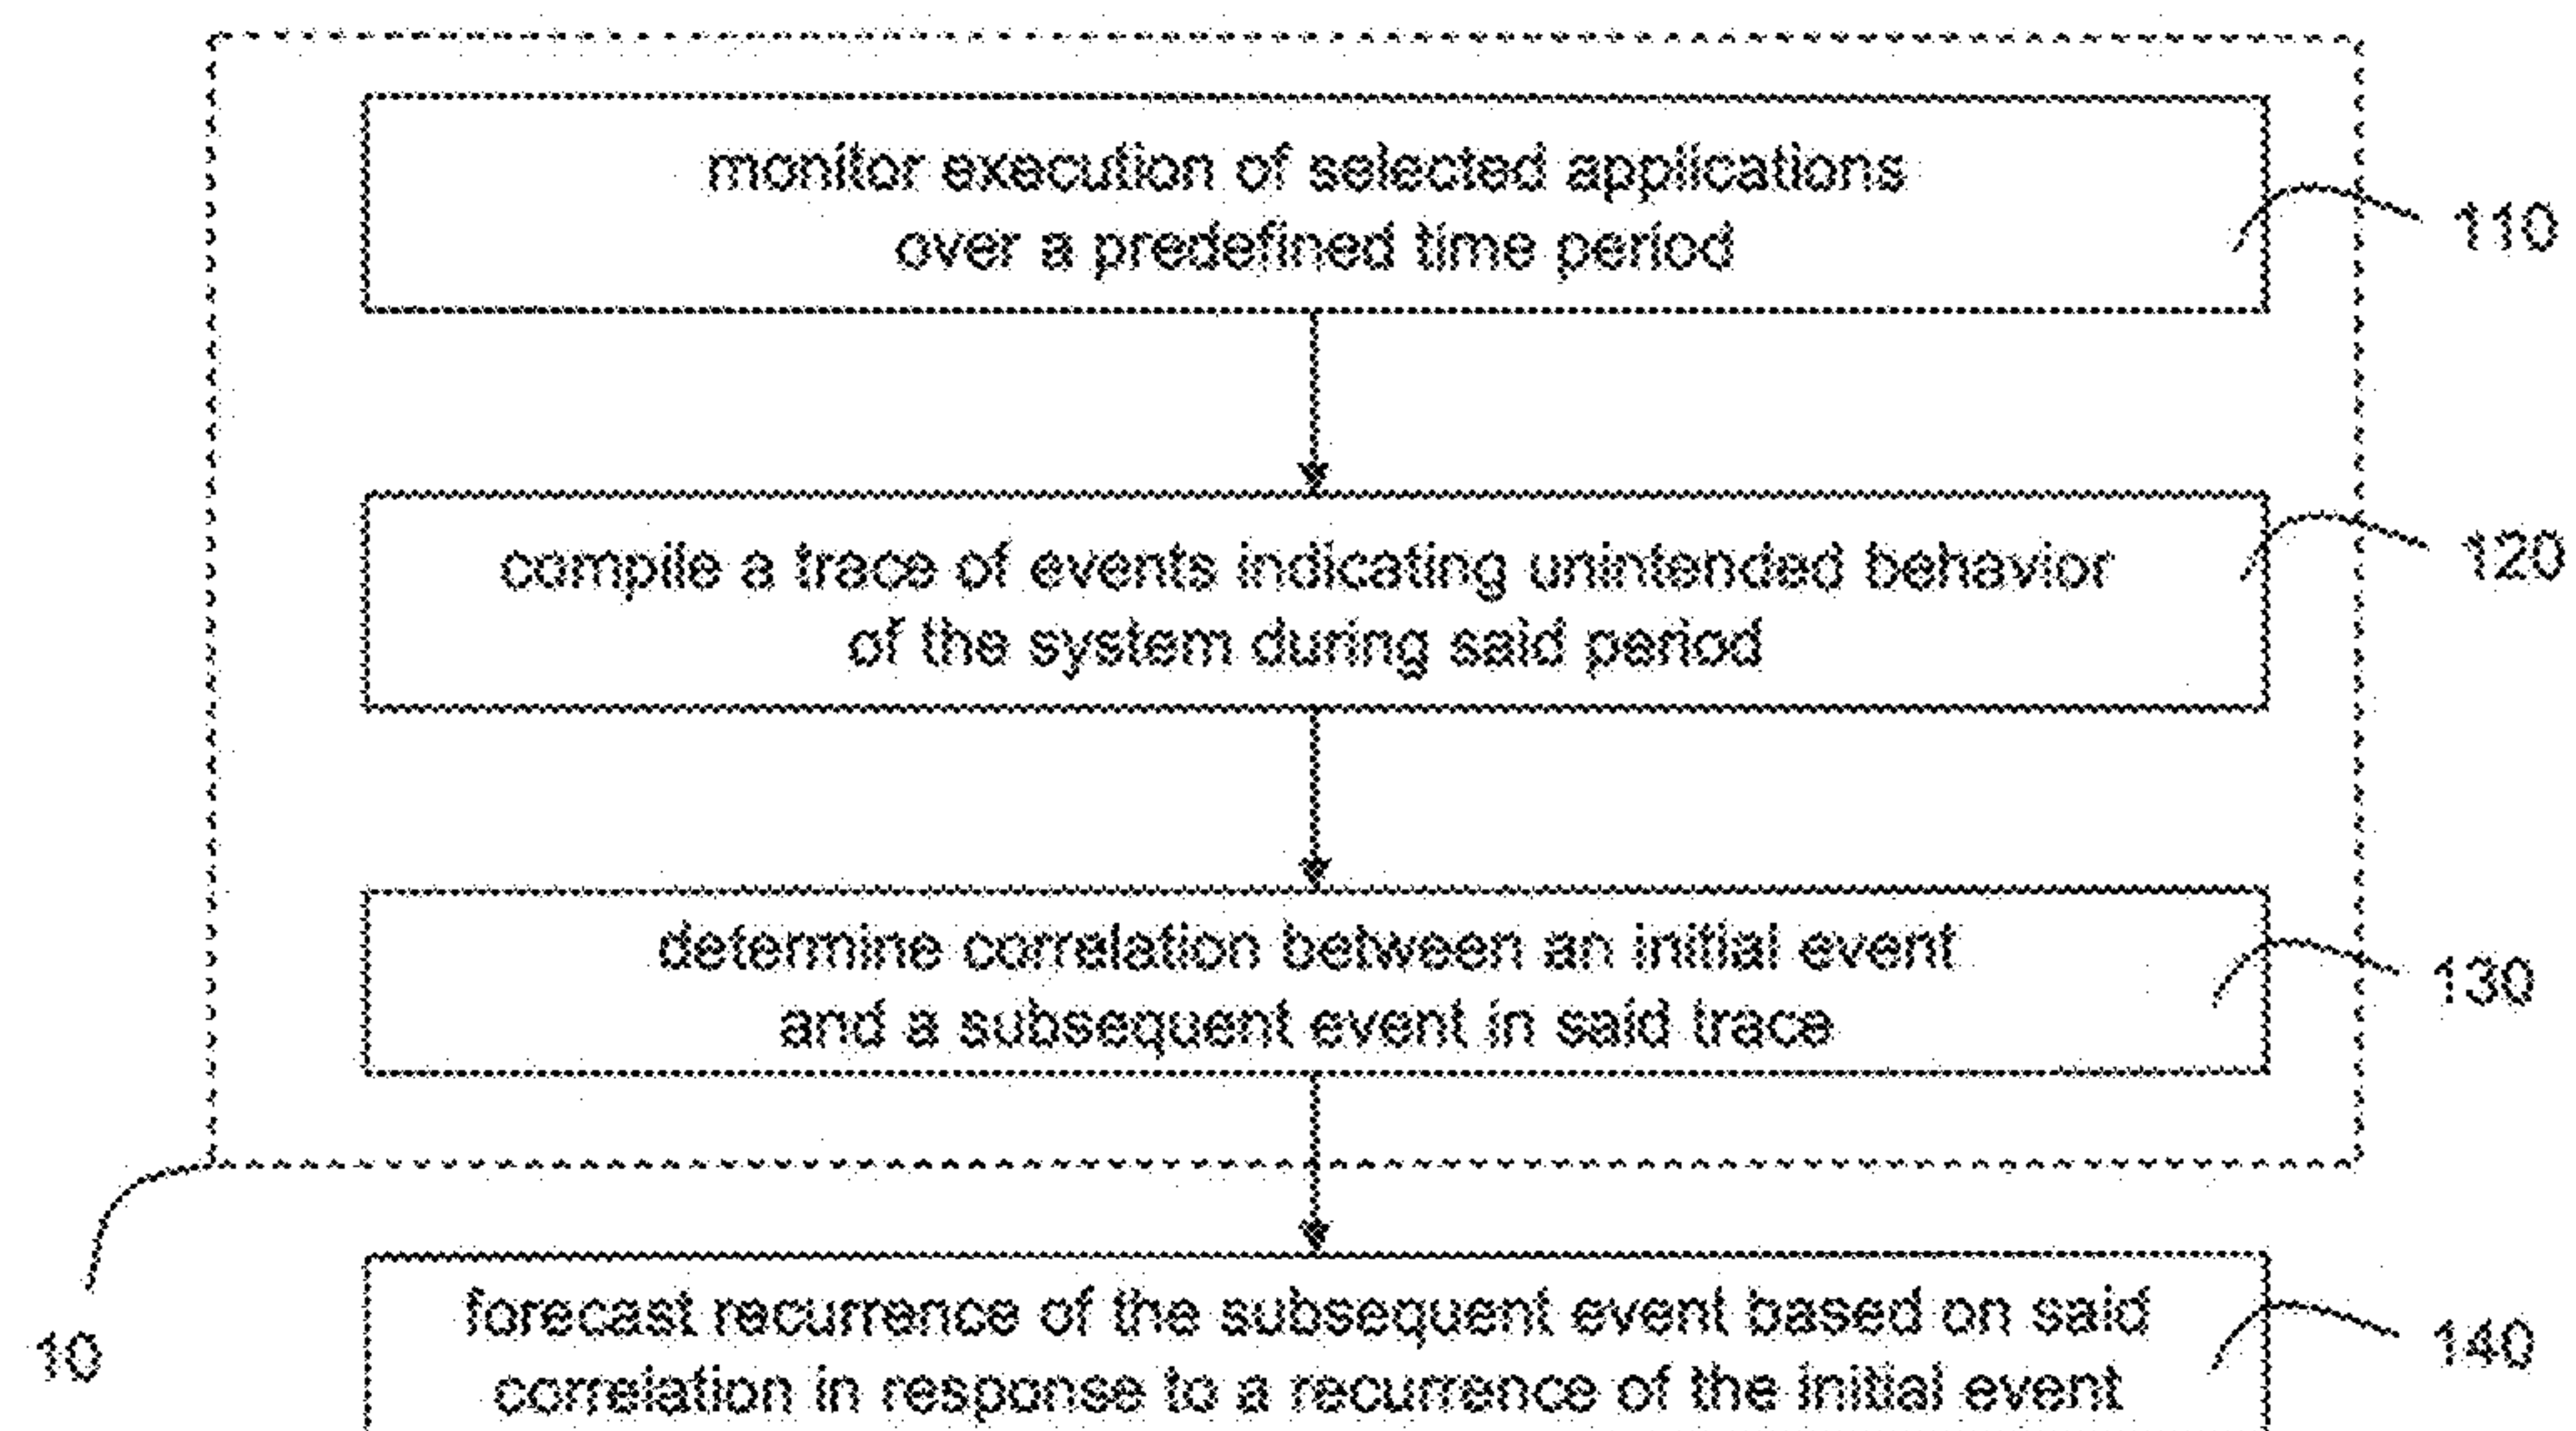 monitor execution of selected applications
over a predefined time period
110
compile a trace of events indicating unintended behavior
of the system during said period
120
determine correlation between an initial event
and a subsequent event in said trace
130
forecast recurrence of the subsequent event based on said
correlation in response to a recurrence of the initial event
140
10